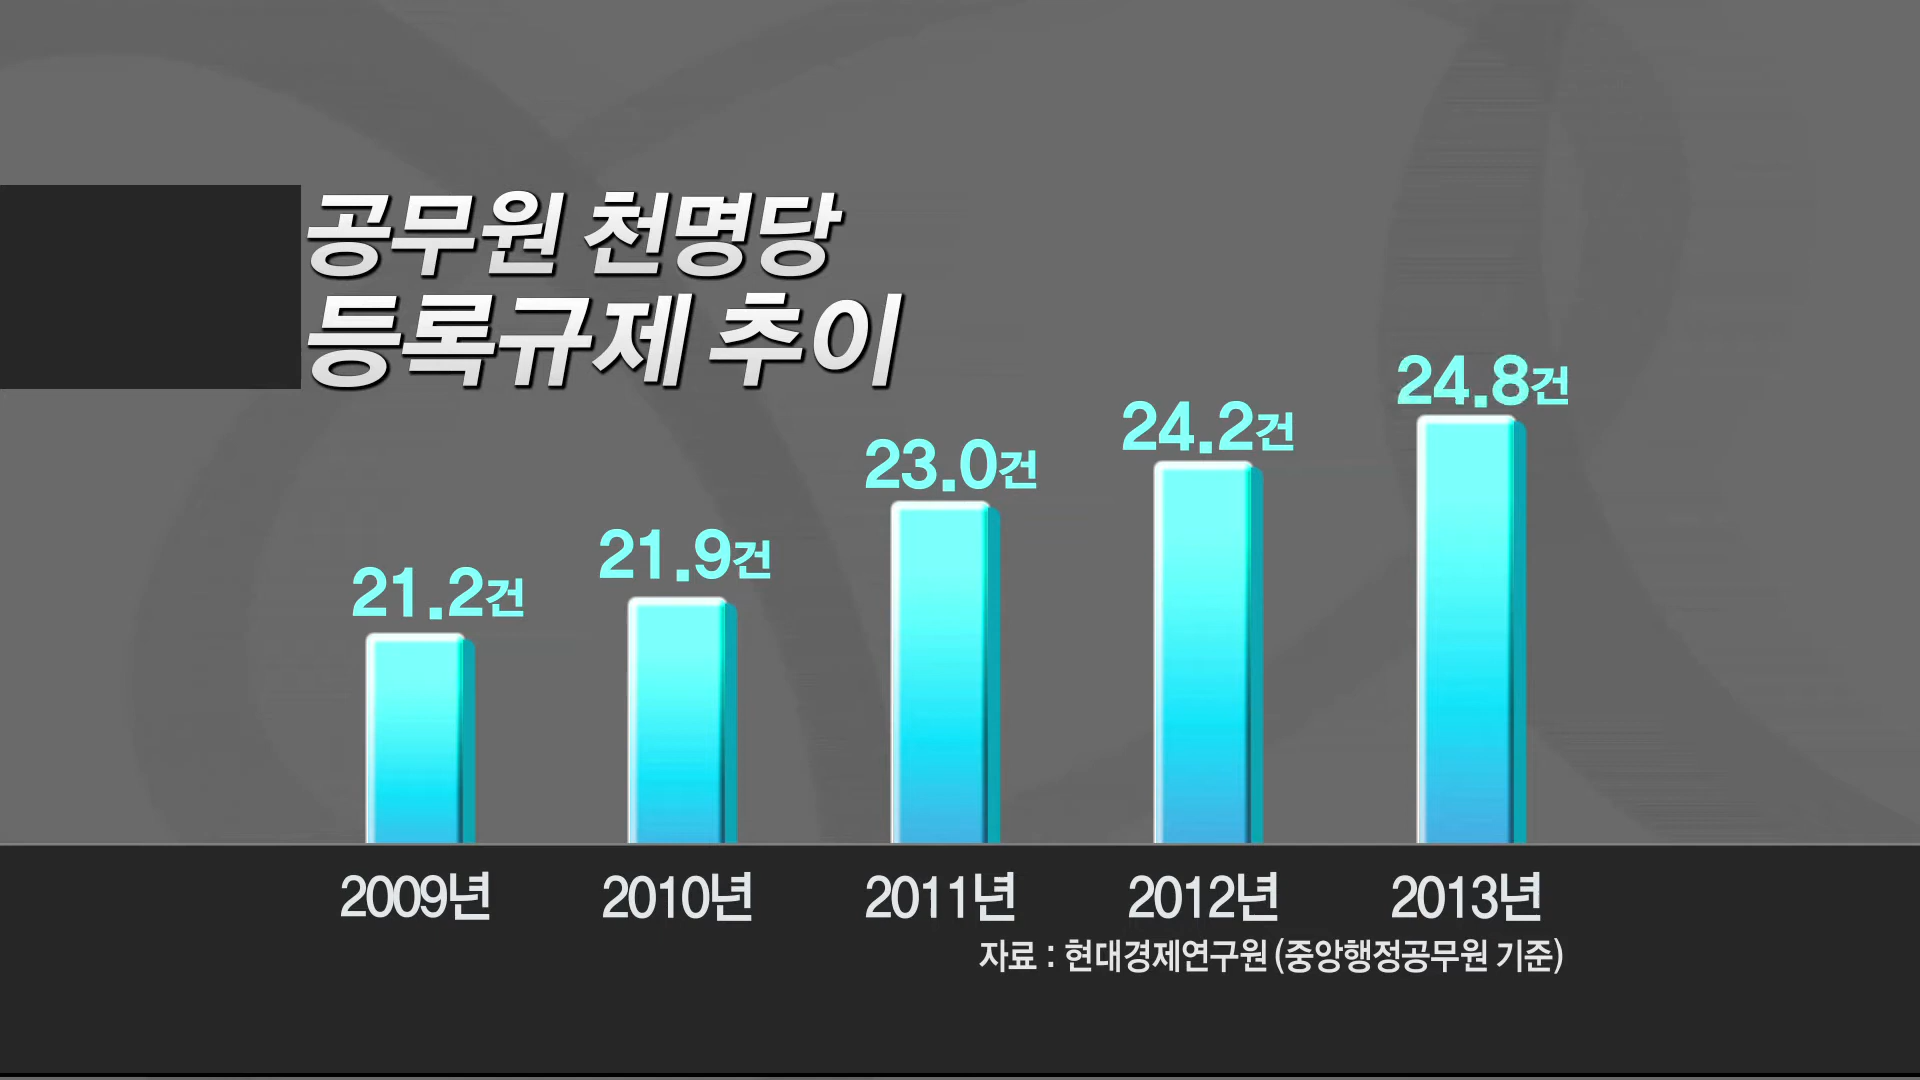 공무원 천명당
등록규제 추이
21.2건
21.9건
23.0건
24.2건
24.8건
2009년
2010년
2011년
2012년
2013년
자료 : 현대경제연구원 (중앙행정공무원 기준)